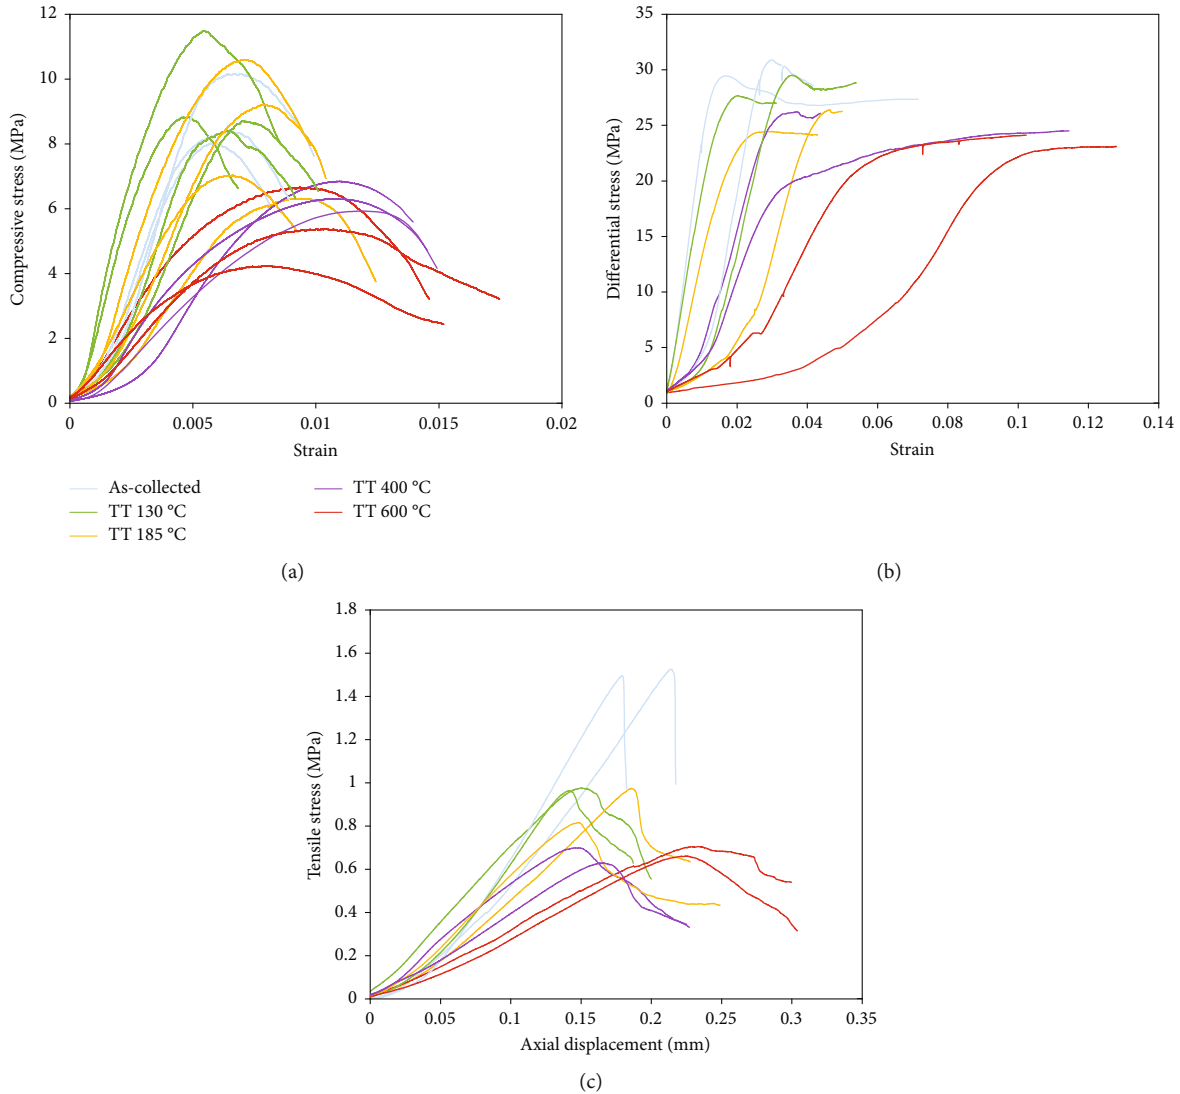 12
10
8
6
4
2
0
Compressive stress (MPa)
0 0.005 0.01 0.015 0.02
Strain
As-collected
TT 130 °C
TT 185 °C
TT 400 °C
TT 600 °C
(a)
35
30
25
20
15
10
5
0
Differential stress (MPa)
0 0.02 0.04 0.06 0.08 0.1 0.12 0.14
Strain
(b)
1.8
1.6
1.4
1.2
1
0.8
0.6
0.4
0.2
0
Tensile stress (MPa)
0 0.05 0.1 0.15 0.2 0.25 0.3 0.35
Axial displacement (mm)
(c)